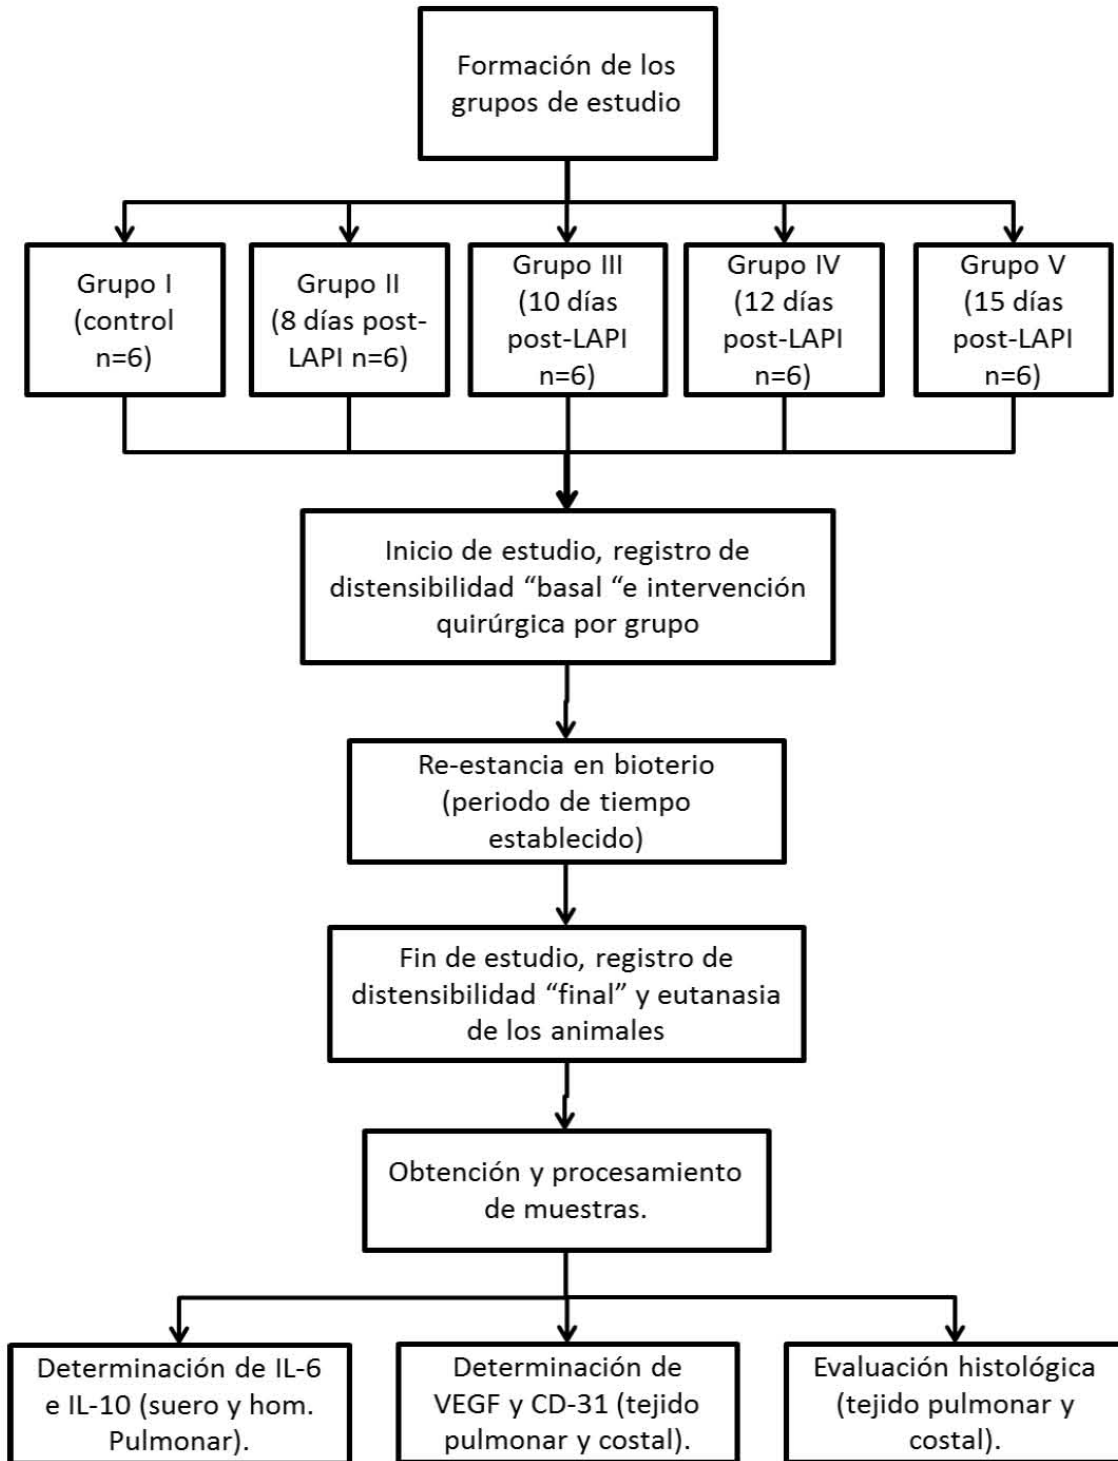 Formación de los
grupos de estudio
Grupo I
(control
n=6)
Grupo II
(8 días post-
LAPI n=6)
Grupo III
(10 días
post-LAPI
n=6)
Grupo IV
(12 días
post-LAPI
n=6)
Grupo V
(15 días
post-LAPI
n=6)
Inicio de estudio, registro de
distensibilidad “basal “e intervención
quirúrgica por grupo
Re-estancia en bioterio
(periodo de tiempo
establecido)
Fin de estudio, registro de
distensibilidad “final” y eutanasia
de los animales
Obtención y procesamiento
de muestras.
Determinación de IL-6
e IL-10 (suero y hom.
Pulmonar).
Determinación de
VEGF y CD-31 (tejido
pulmonar y costal).
Evaluación histológica
(tejido pulmonar y
costal).